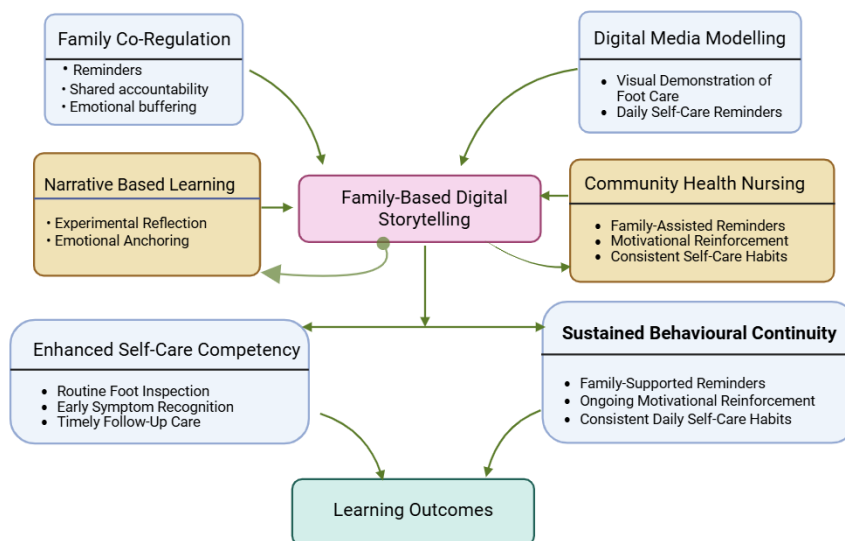 Family Co-Regulation
• Reminders
• Shared accountability
• Emotional buffering
Digital Media Modelling
• Visual Demonstration of
Foot Care
• Daily Self-Care Reminders
Narrative Based Learning
• Experimental Reflection
• Emotional Anchoring
Family-Based Digital
Storytelling
Community Health Nursing
• Family-Assisted Reminders
• Motivational Reinforcement
• Consistent Self-Care Habits
Enhanced Self-Care Competency
• Routine Foot Inspection
• Early Symptom Recognition
• Timely Follow-Up Care
Sustained Behavioural Continuity
• Family-Supported Reminders
• Ongoing Motivational Reinforcement
• Consistent Daily Self-Care Habits
Learning Outcomes